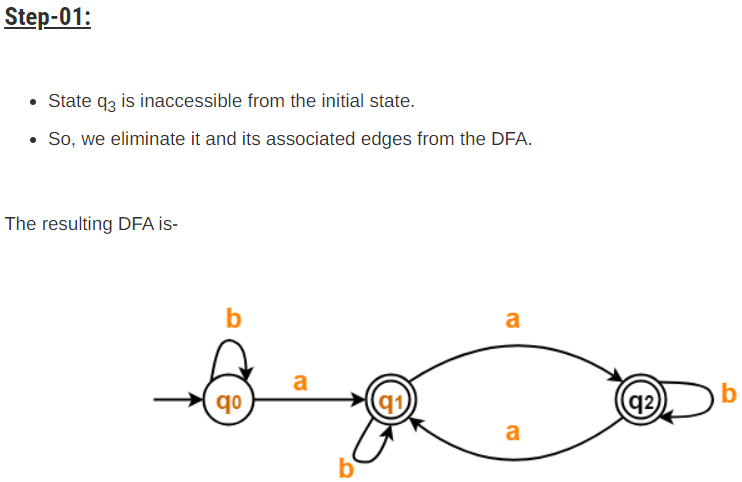 Step-01:
• State q3 is inaccessible from the initial state.
• So, we eliminate it and its associated edges from the DFA.
The resulting DFA is-
b
a
a
q0
q1
q2
b
a
b